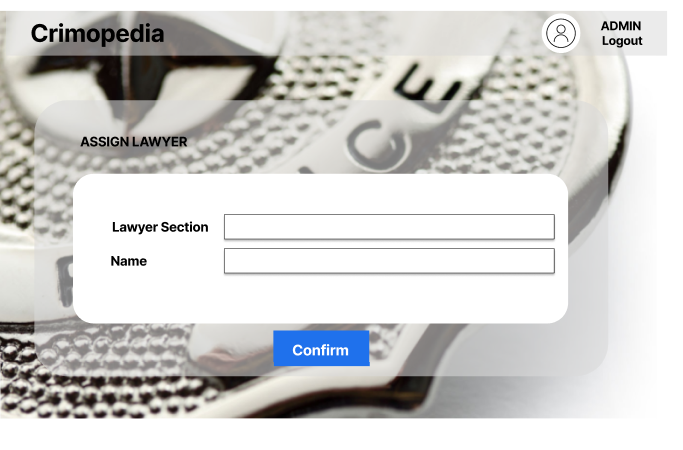 Crimopedia
ADMIN
Logout
ASSIGN LAWYER
Lawyer Section
Name
Confirm